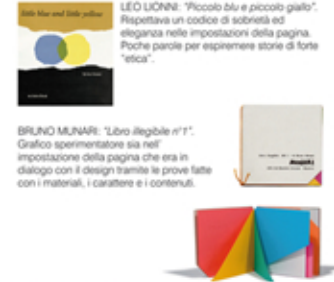 little blue and little yellow
LEO LIONNI: "Piccolo blu e piccolo giallo".
Rispettava un codice di sobrietà ed
eleganza nelle impostazioni della pagina.
Poche parole per espiremere storie di forte
"etica".
BRUNO MUNARI: "Libro illegibile n°1".
Grafico sperimentatore sia nell'
impostazione della pagina che era in
dialogo con il design tramite le prove fatte
con i materiali, i carattere e i contenuti.